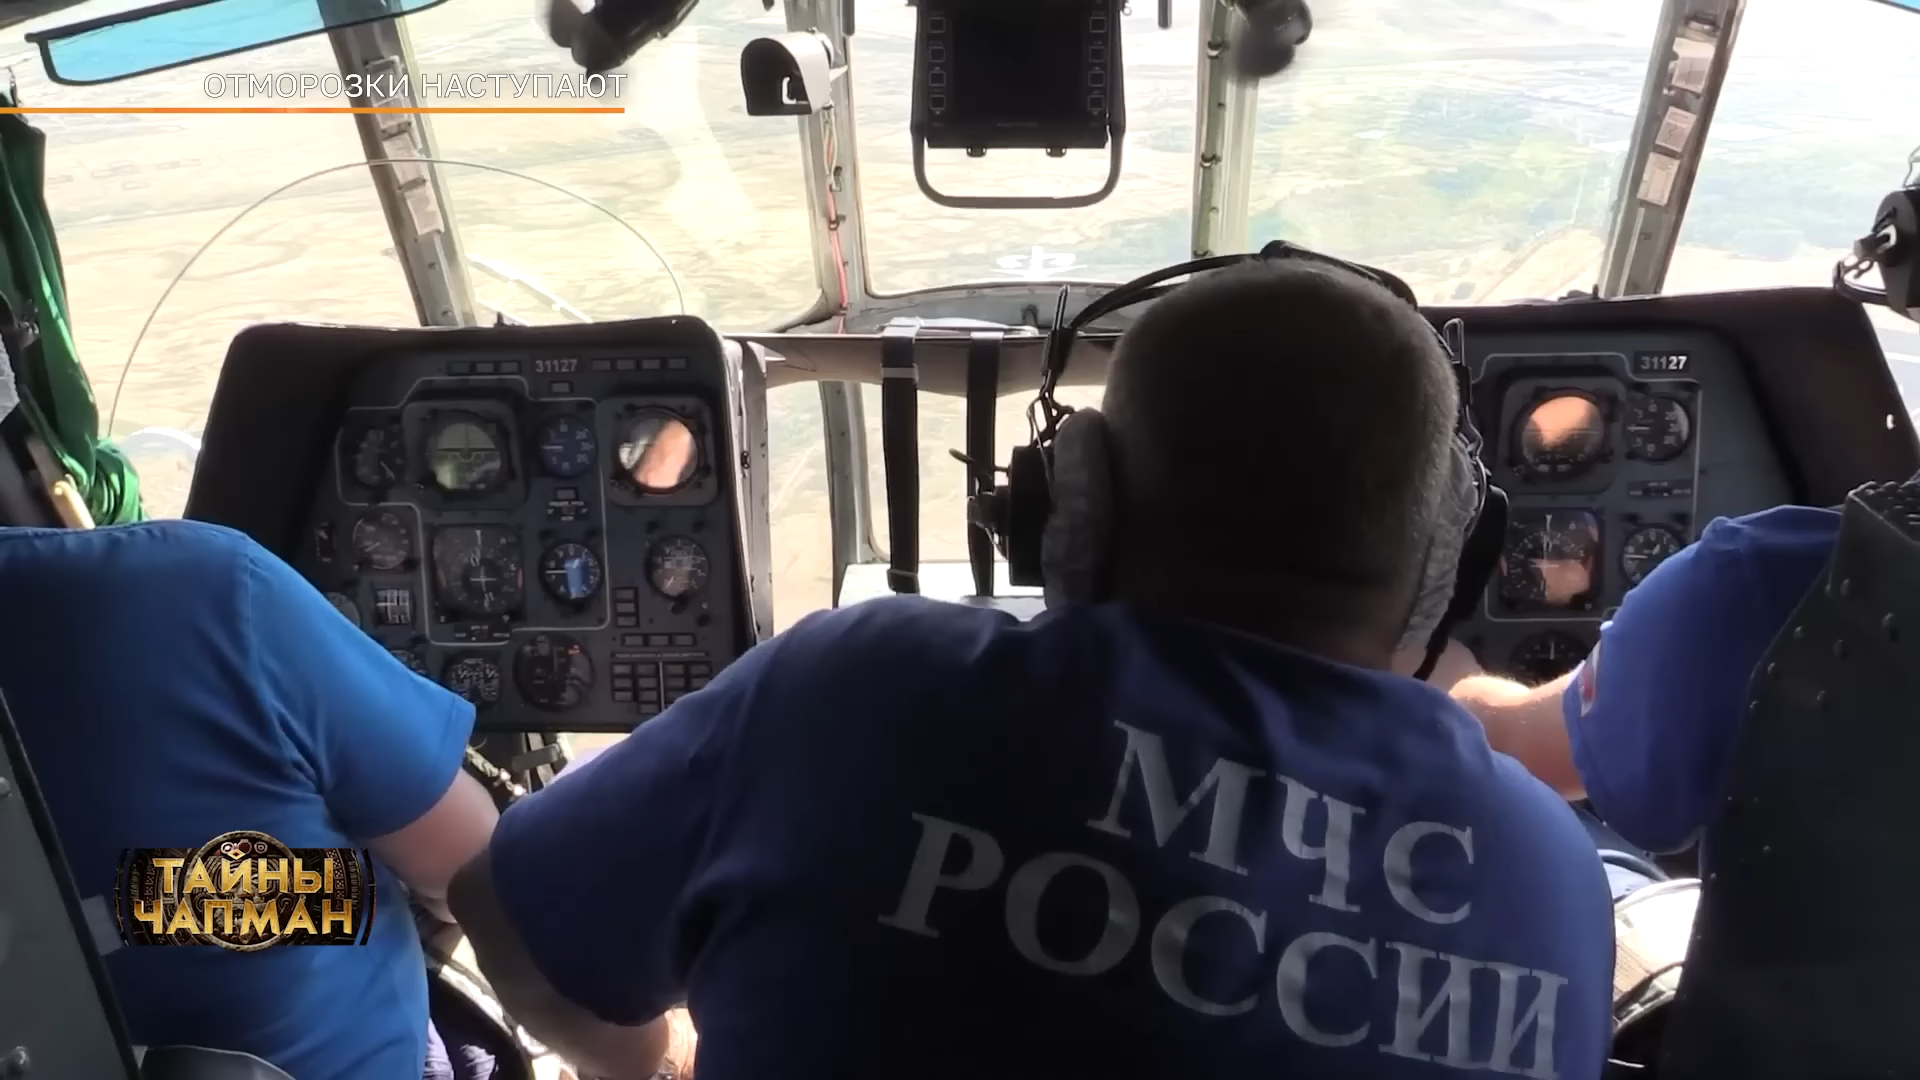 ОТМОРОЗКИ НАСТУПАЮТ
31127
31127
МЧС
РОССИИ
ТАЙНЫ
ЧАПМАН